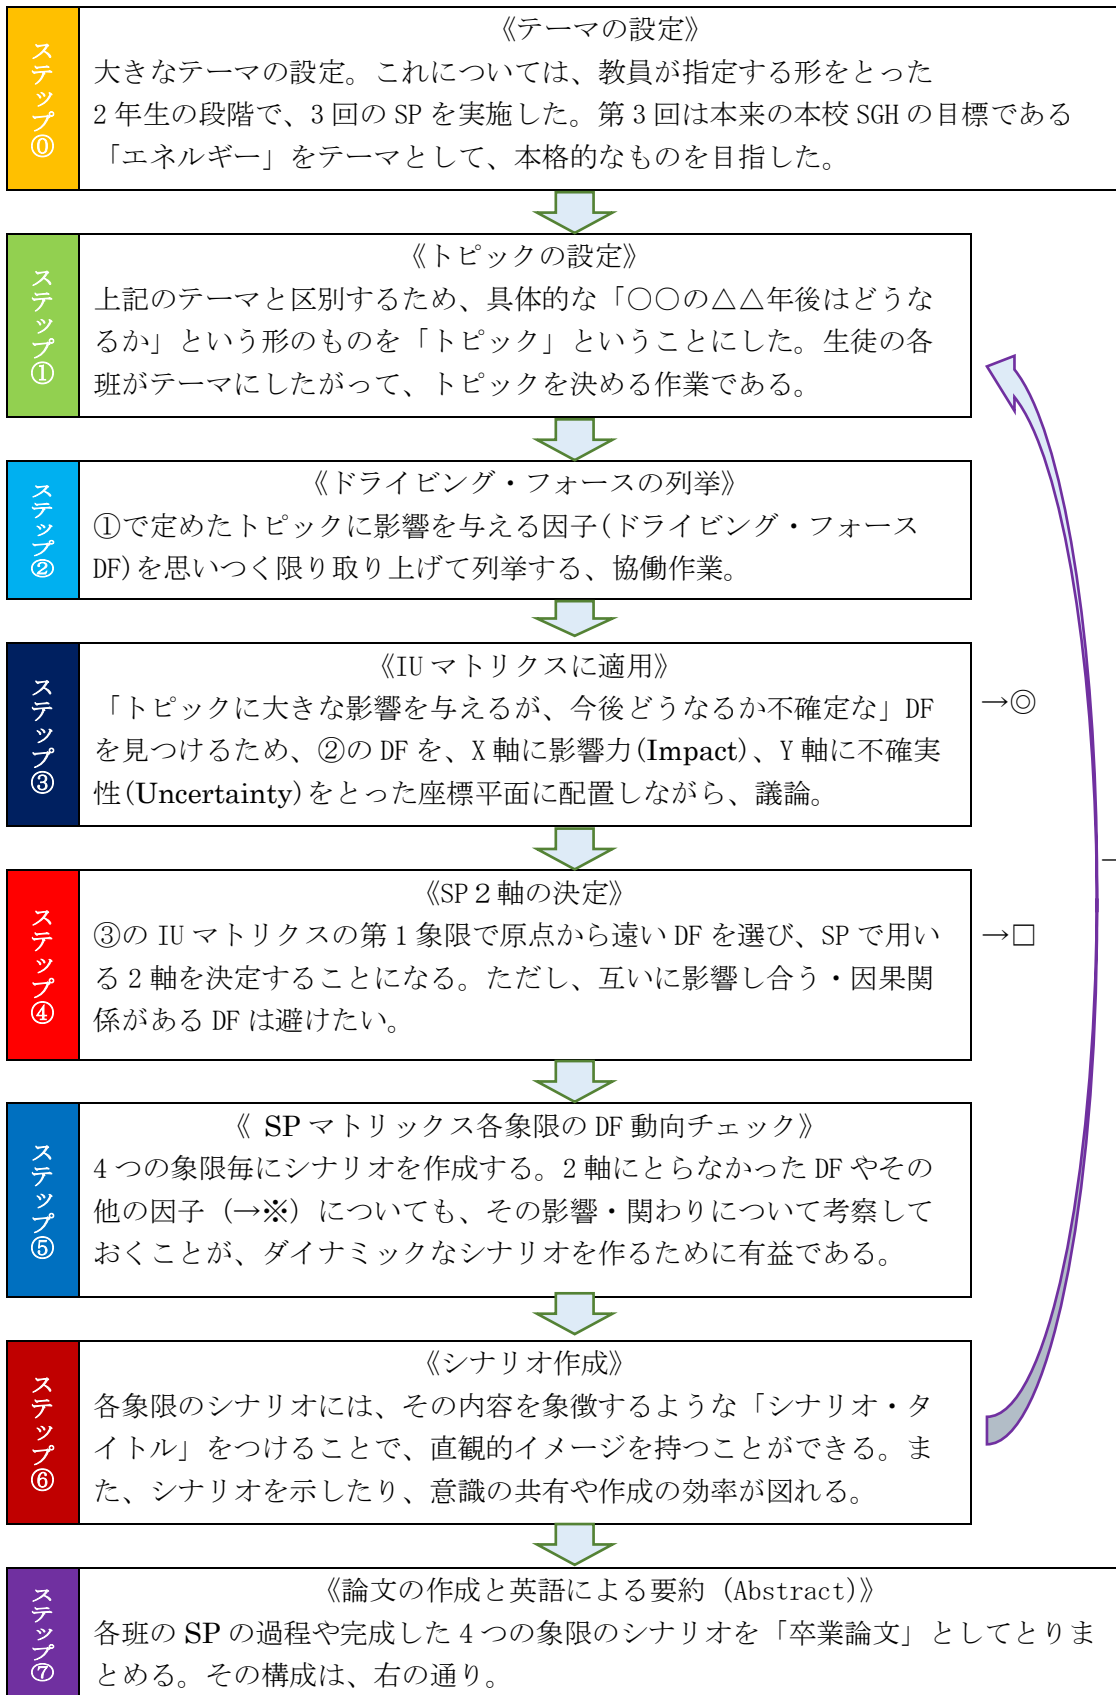 ステップ⓪
《テーマの設定》
大きなテーマの設定。これについては、教員が指定する形をとった
2年生の段階で、3回のSPを実施した。第3回は本来の本校SGHの目標である
「エネルギー」をテーマとして、本格的なものを目指した。
ステップ①
《トピックの設定》
上記のテーマと区別するため、具体的な「○○の△△年後はどうな
るか」という形のものを「トピック」ということにした。生徒の各
班がテーマにしたがって、トピックを決める作業である。
ステップ②
《ドライビング・フォースの列挙》
①で定めたトピックに影響を与える因子(ドライビング・フォース
DF)を思いつく限り取り上げて列挙する、協働作業。
ステップ③
《IUマトリクスに適用》
「トピックに大きな影響を与えるが、今後どうなるか不確定な」DF
を見つけるため、②のDFを、X軸に影響力(Impact)、Y軸に不確実
性(Uncertainty)をとった座標平面に配置しながら、議論。
→◎
ステップ④
《SP２軸の決定》
③のIUマトリクスの第1象限で原点から遠いDFを選び、SPで用い
る2軸を決定することになる。ただし、互いに影響し合う・因果関
係があるDFは避けたい。
→□
ステップ⑤
《 SPマトリックス各象限のDF動向チェック》
4つの象限毎にシナリオを作成する。2軸にとらなかったDFやその
他の因子（→※）についても、その影響・関わりについて考察して
おくことが、ダイナミックなシナリオを作るために有益である。
ステップ⑥
《シナリオ作成》
各象限のシナリオには、その内容を象徴するような「シナリオ・タ
イトル」をつけることで、直観的イメージを持つことができる。ま
た、シナリオを示したり、意識の共有や作成の効率が図れる。
ステップ⑦
《論文の作成と英語による要約（Abstract)》
各班のSPの過程や完成した4つの象限のシナリオを「卒業論文」としてとりま
とめる。その構成は、右の通り。